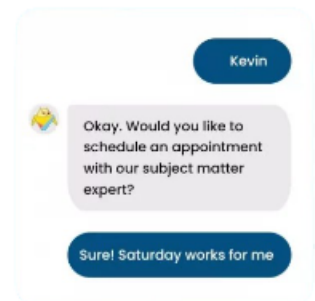 Kevin
Okay. Would you like to
schedule an appointment
with our subject matter
expert?
Sure! Saturday works for me